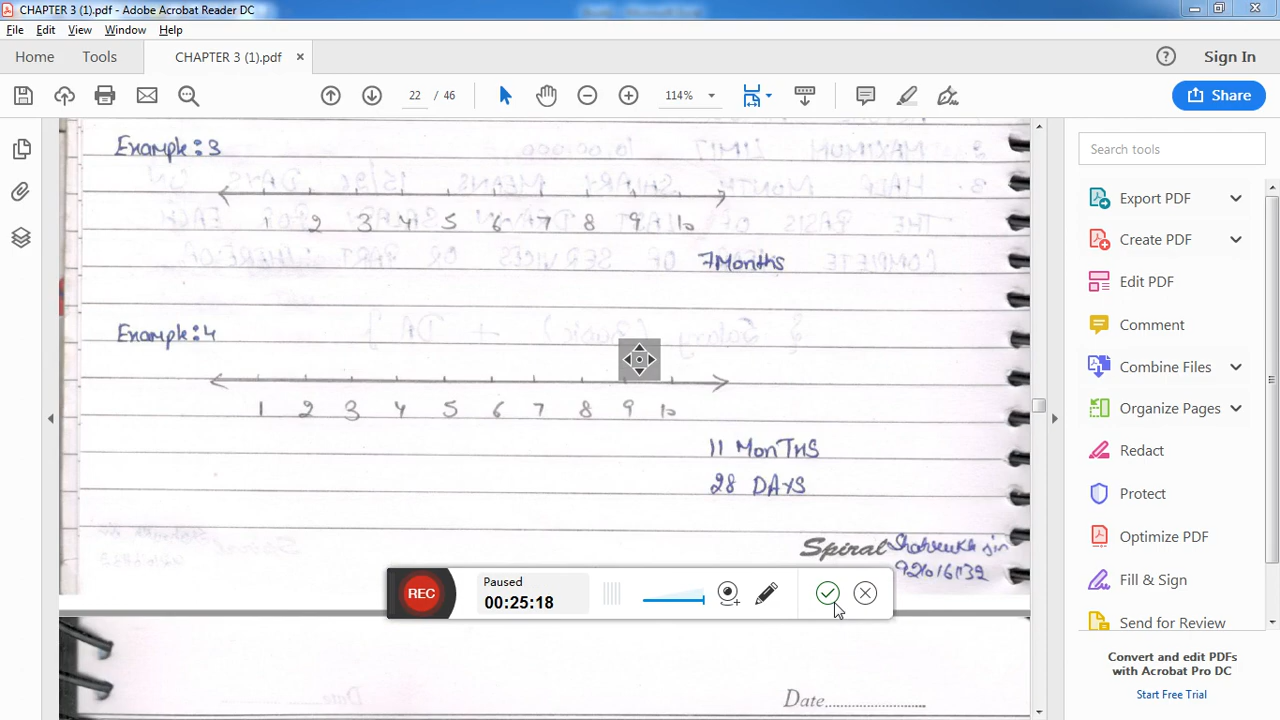 CHAPTER 3 (1).pdf - Adobe Acrobat Reader DC
File Edit View Window Help
Home Tools CHAPTER 3 (1).pdf × Sign In
22 / 46 114% Share
Example: 3
1 2 3 4 5 6 7 8 9 10
7 Months
Example: 4
1 2 3 4 5 6 7 8 9 10
11 MONTHS
28 DAYS
Spiral
REC Paused
00:25:18
Date
Search tools
Export PDF
Create PDF
Edit PDF
Comment
Combine Files
Organize Pages
Redact
Protect
Optimize PDF
Fill & Sign
Send for Review
Convert and edit PDFs
with Acrobat Pro DC
Start Free Trial